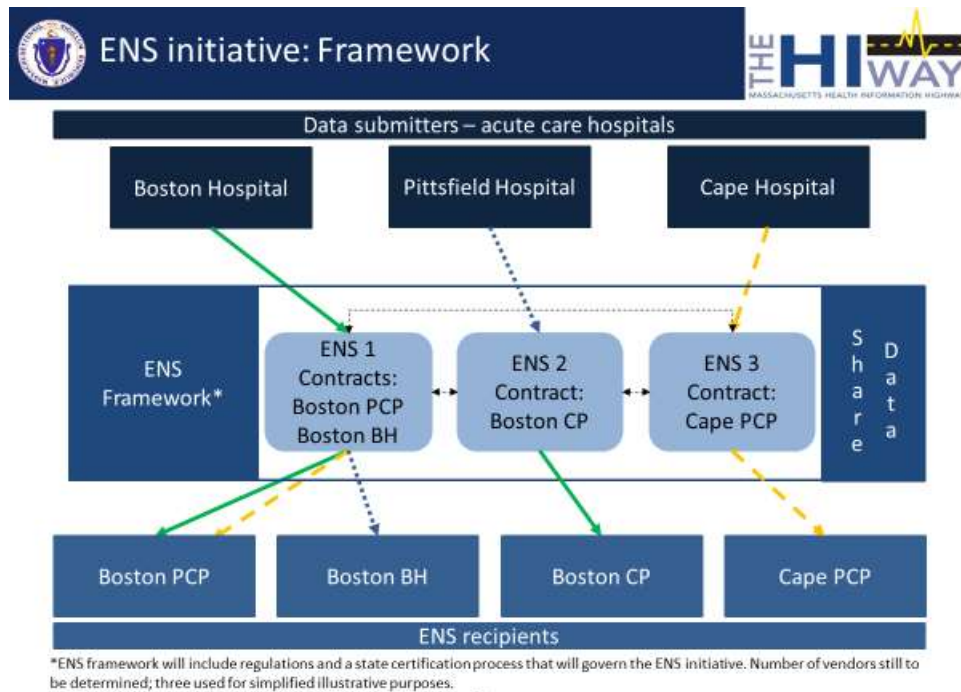 ENS initiative: Framework
THE HIWAY
MASSACHUSETTS HEALTH INFORMATION HIGHWAY
Data submitters – acute care hospitals
Boston Hospital
Pittsfield Hospital
Cape Hospital
ENS
Framework*
ENS 1
Contracts:
Boston PCP
Boston BH
ENS 2
Contract:
Boston CP
ENS 3
Contract:
Cape PCP
Share
Data
Boston PCP
Boston BH
Boston CP
Cape PCP
ENS recipients
*ENS framework will include regulations and a state certification process that will govern the ENS initiative. Number of vendors still to
be determined; three used for simplified illustrative purposes.